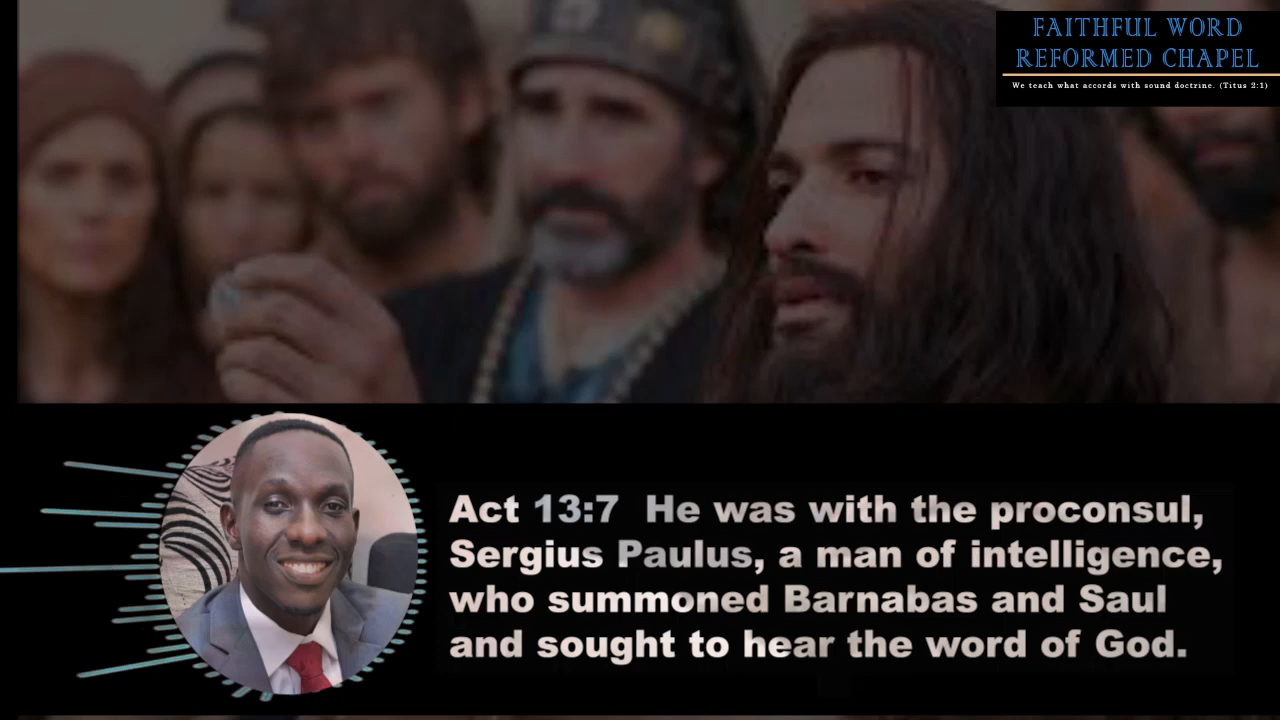 FAITHFUL WORD
REFORMED CHAPEL
We teach what accords with sound doctrine. (Titus 2:1)
Act 13:7 He was with the proconsul,
Sergius Paulus, a man of intelligence,
who summoned Barnabas and Saul
and sought to hear the word of God.